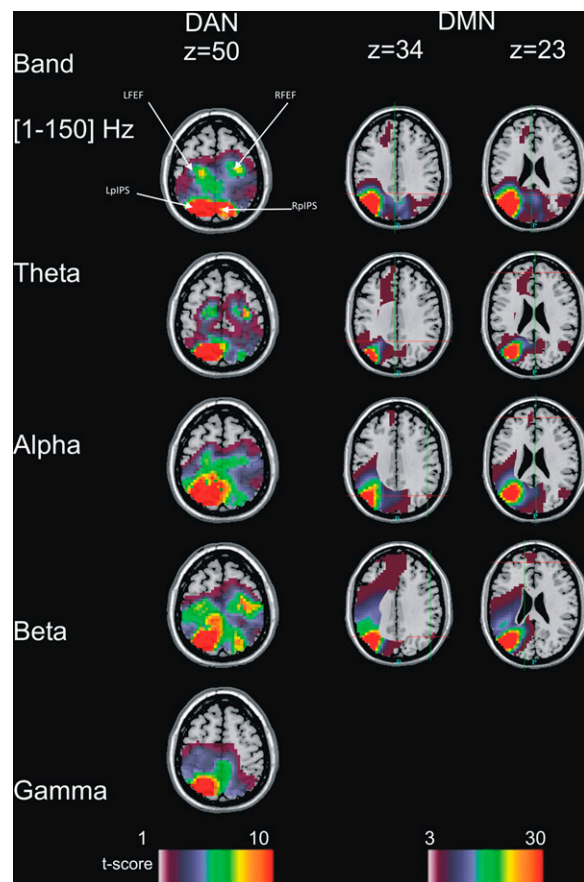 DAN DMN
Band z=50 z=34 z=23
LFEF RFEF
[1-150] Hz
LpIPS RpIPS
Theta
Alpha
Beta
Gamma
1 10 3 30
t-score